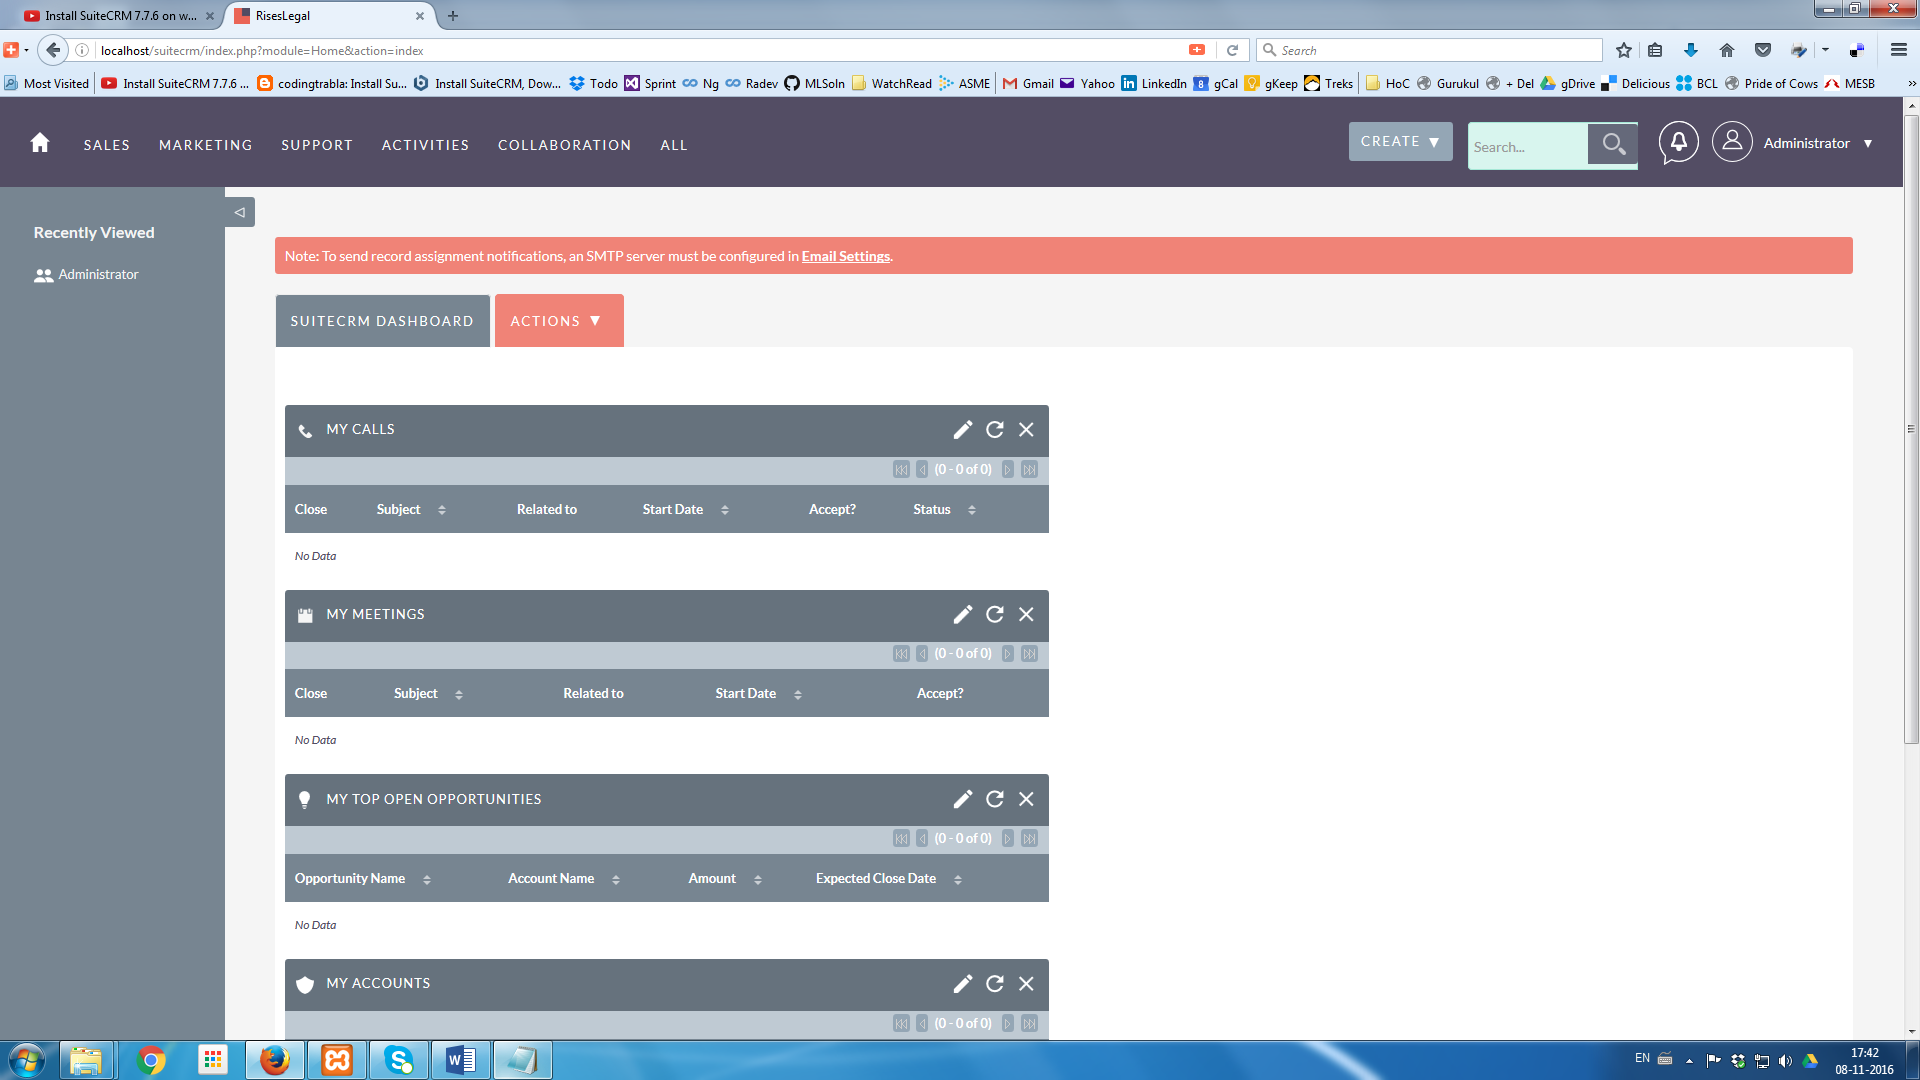 Install SuiteCRM 7.7.6 on w...
RisesLegal
localhost/suitecrm/index.php?module=Home&action=index
Search
Most Visited
Install SuiteCRM 7.7.6 ...
codingtrabla: Install Su...
Install SuiteCRM, Dow...
Todo
Sprint
Ng
Radev
MLSoln
WatchRead
ASME
Gmail
Yahoo
LinkedIn
8
gCal
gKeep
Treks
HoC
Gurukul
+ Del
gDrive
Delicious
BCL
Pride of Cows
MESB
SALES
MARKETING
SUPPORT
ACTIVITIES
COLLABORATION
ALL
CREATE
Search...
Administrator
Recently Viewed
Administrator
Note: To send record assignment notifications, an SMTP server must be configured in Email Settings.
SUITECRM DASHBOARD
ACTIONS
MY CALLS
(0 - 0 of 0)
Close Subject Related to Start Date Accept? Status
No Data
MY MEETINGS
(0 - 0 of 0)
Close Subject Related to Start Date Accept?
No Data
MY TOP OPEN OPPORTUNITIES
(0 - 0 of 0)
Opportunity Name Account Name Amount Expected Close Date
No Data
MY ACCOUNTS
(0 - 0 of 0)
EN
17:42
08-11-2016